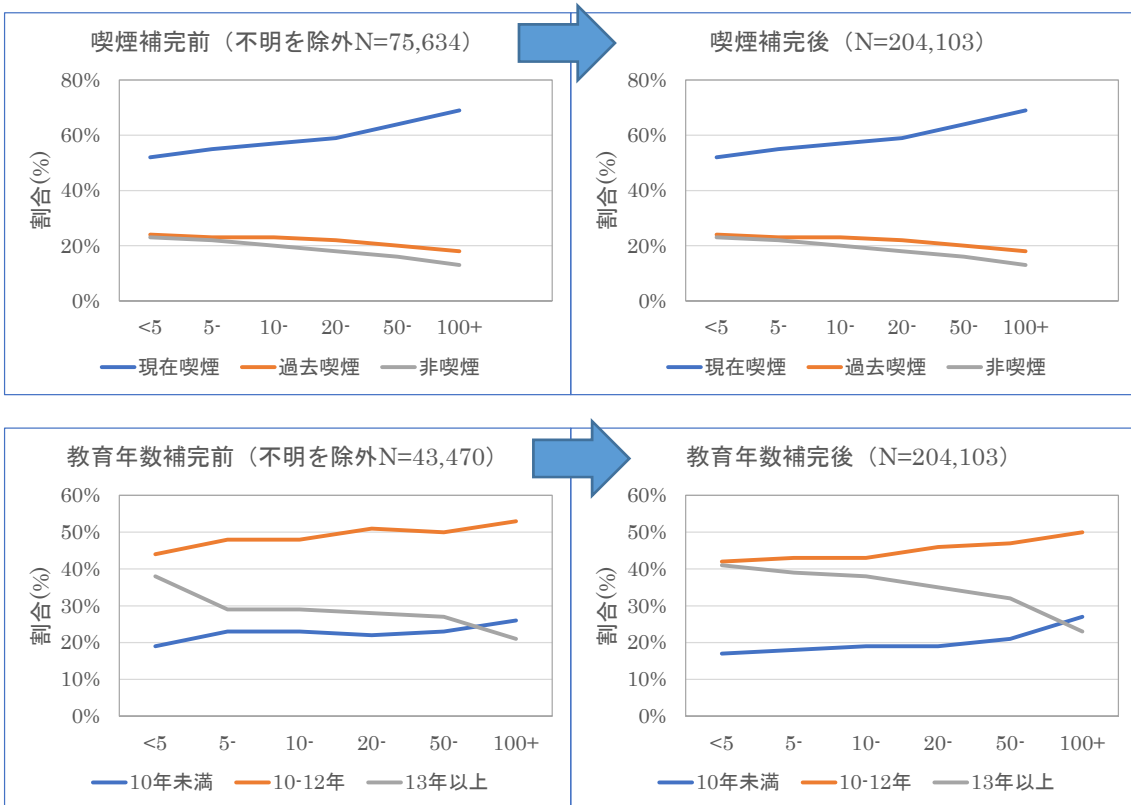 喫煙補完前（不明を除外N=75,634）
80%
60%
40%
20%
0%
割合(%)
<5 5- 10- 20- 50- 100+
現在喫煙 過去喫煙 非喫煙
喫煙補完後（N=204,103）
80%
60%
40%
20%
0%
割合(%)
<5 5- 10- 20- 50- 100+
現在喫煙 過去喫煙 非喫煙
教育年数補完前（不明を除外N=43,470）
60%
50%
40%
30%
20%
10%
0%
割合(%)
<5 5- 10- 20- 50- 100+
10年未満 10-12年 13年以上
教育年数補完後（N=204,103）
60%
50%
40%
30%
20%
10%
0%
割合(%)
<5 5- 10- 20- 50- 100+
10年未満 10-12年 13年以上